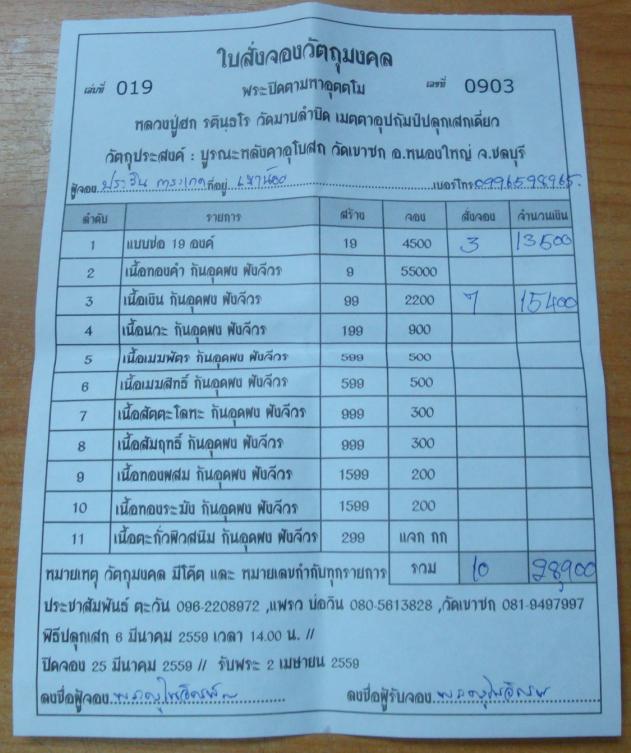 ใบสั่งจองวัตถุมงคล
เล่มที่ 019 พระปิดตามหาอุตตโม เลขที่ 0903
หลวงปู่ฮก รตินฺธโร วัดมาบลำบิด เมตตาอุปถัมป์ปลุกเสกเดี่ยว
วัตถุประสงค์ : บูรณะหลังคาอุโบสถ วัดเขาซก อ.หนองใหญ่ จ.ชลบุรี
ผู้จอง ที่อยู่ เบอร์โทร 0996598965
ลำดับ รายการ สร้าง จอง สั่งจอง จำนวนเงิน
1 แบบช่อ 19 องค์ 19 4500 3 13500
2 เนื้อทองคำ ก้นอุดผง ฝังจีวร 9 55000
3 เนื้อเงิน ก้นอุดผง ฝังจีวร 99 2200 7 15400
4 เนื้อนวะ ก้นอุดผง ฝังจีวร 199 900
5 เนื้อเมฆพัตร ก้นอุดผง ฝังจีวร 599 500
6 เนื้อเมฆสิทธิ์ ก้นอุดผง ฝังจีวร 599 500
7 เนื้อสัตตะโลหะ ก้นอุดผง ฝังจีวร 999 300
8 เนื้อสัมฤทธิ์ ก้นอุดผง ฝังจีวร 999 300
9 เนื้อทองผสม ก้นอุดผง ฝังจีวร 1599 200
10 เนื้อทองระฆัง ก้นอุดผง ฝังจีวร 1599 200
11 เนื้อตะกั่วผิวสนิม ก้นอุดผง ฝังจีวร 299 แจก กก
หมายเหตุ วัตถุมงคล มีโค๊ต และ หมายเลขกำกับทุกรายการ รวม 10 28,900
ประชาสัมพันธ์ ตะวัน 096-2208972 ,แพรว บ่อวิน 080-5613828 ,วัดเขาซก 081-9497997
พิธีปลุกเสก 6 มีนาคม 2559 เวลา 14.00 น. //
ปิดจอง 25 มีนาคม 2559 // รับพระ 2 เมษายน 2559
ลงชื่อผู้จอง ลงชื่อผู้รับจอง